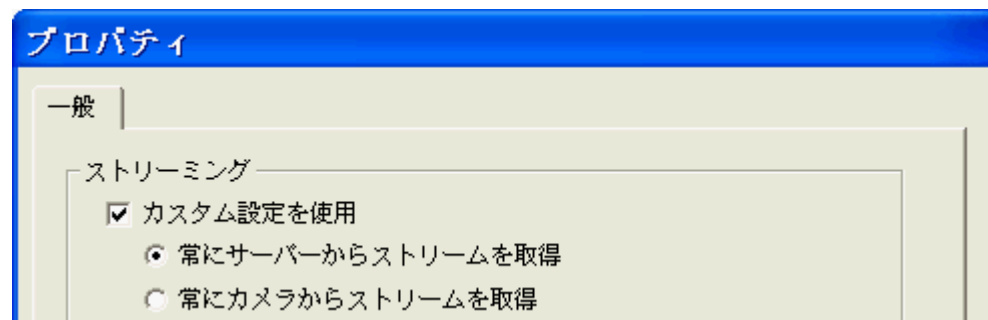 プロパティ
一般
ストリーミング
カスタム設定を使用
常にサーバーからストリームを取得
常にカメラからストリームを取得